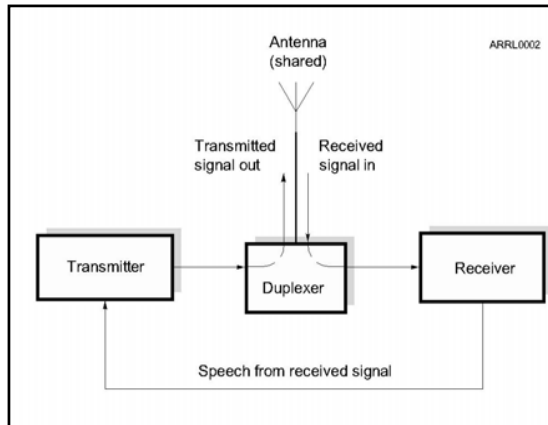 Antenna
(shared)
ARRL0002
Transmitted
signal out
Received
signal in
Transmitter
Duplexer
Receiver
Speech from received signal